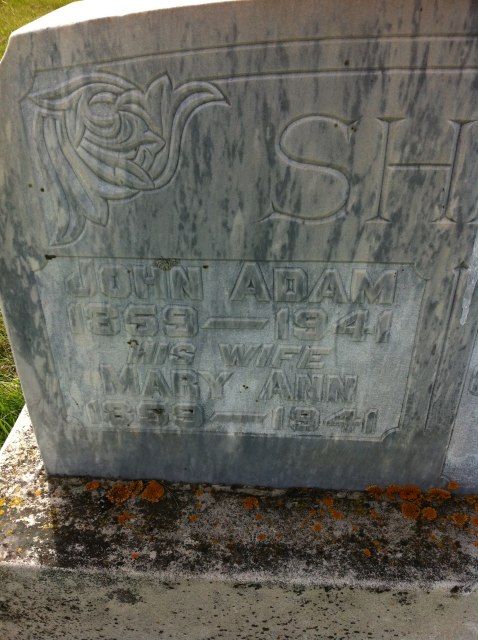 SH
JOHN ADAM
1859—1941
HIS WIFE
MARY ANN
1859—1941